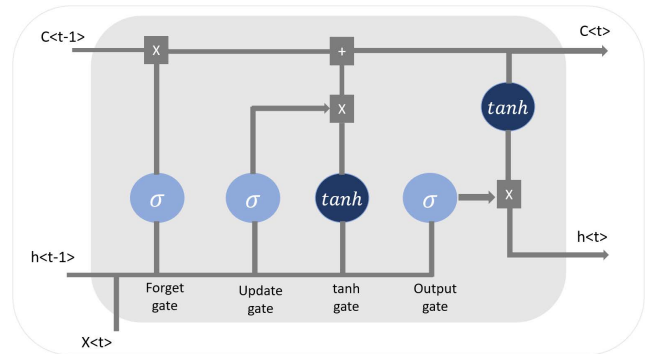 C<t-1>
X
+
C<t>
X
tanh
σ
σ
tanh
σ
X
h<t-1>
h<t>
Forget
gate
Update
gate
tanh
gate
Output
gate
X<t>